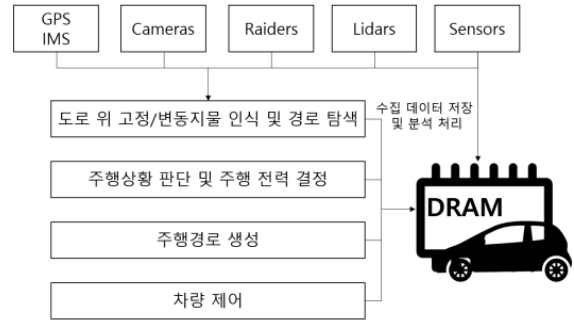 GPS
IMS
Cameras
Raiders
Lidars
Sensors
도로 위 고정/변동지물 인식 및 경로 탐색
수집 데이터 저장
및 분석 처리
주행상황 판단 및 주행 전력 결정
DRAM
주행경로 생성
차량 제어